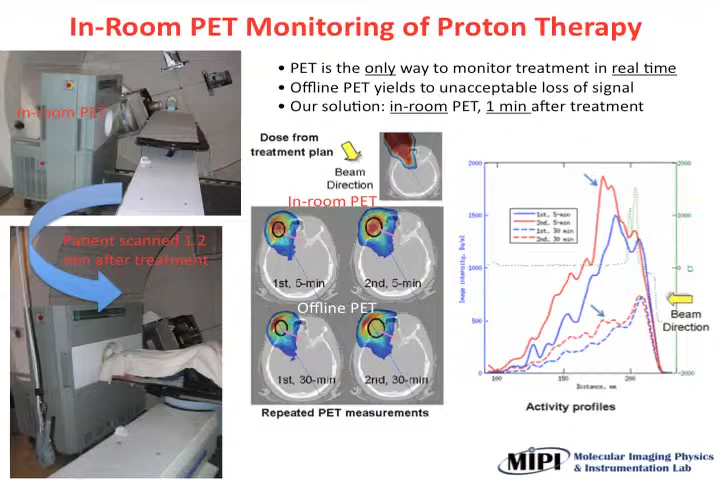 In-Room PET Monitoring of Proton Therapy
• PET is the only way to monitor treatment in real time
• Offline PET yields to unacceptable loss of signal
• Our solution: in-room PET, 1 min after treatment
In-room PET
Patient scanned 1.2
min after treatment
Dose from
treatment plan
Beam
Direction
In-room PET
1st, 5-min
2nd, 5-min
Offline PET
1st, 30-min
2nd, 30-min
Repeated PET measurements
2000
1500
1000
500
0
Image intensity, Bq/ml
1st, 5-min
2nd, 5-min
1st, 30 min
2nd, 30 min
2000
1000
0
-2000
CT
100
150
200
Distance, mm
Beam
Direction
Activity profiles
MIPI
Molecular Imaging Physics
& Instrumentation Lab